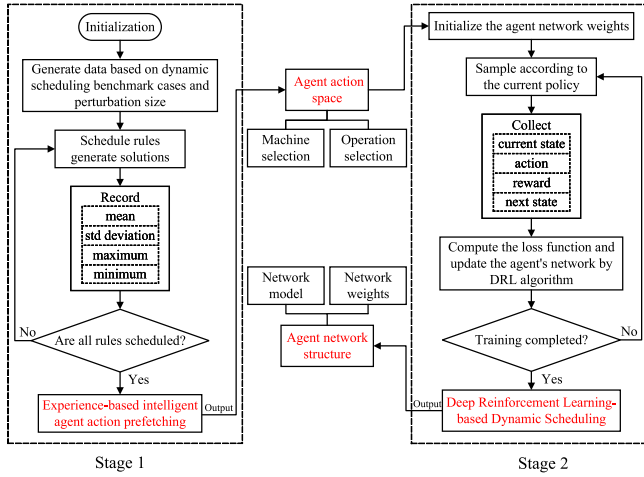 Initialization
Generate data based on
dynamic scheduling
benchmark cases and
perturbation size
Schedule rules
generate solutions
Record
mean
std deviation
maximum
minimum
No
Are all rules scheduled?
Yes
Experience-based intelligent
agent action prefetching
Output
Stage 1
Agent action
space
Machine
selection
Operation
selection
Network
model
Network
weights
Agent network
structure
Initialize the agent network weights
Sample according to
the current policy
Collect
current state
action
reward
next state
Compute the loss function and
update the agent's network by
DRL algorithm
Training completed?
No
Yes
Output
Deep Reinforcement Learning-
based Dynamic Scheduling
Stage 2